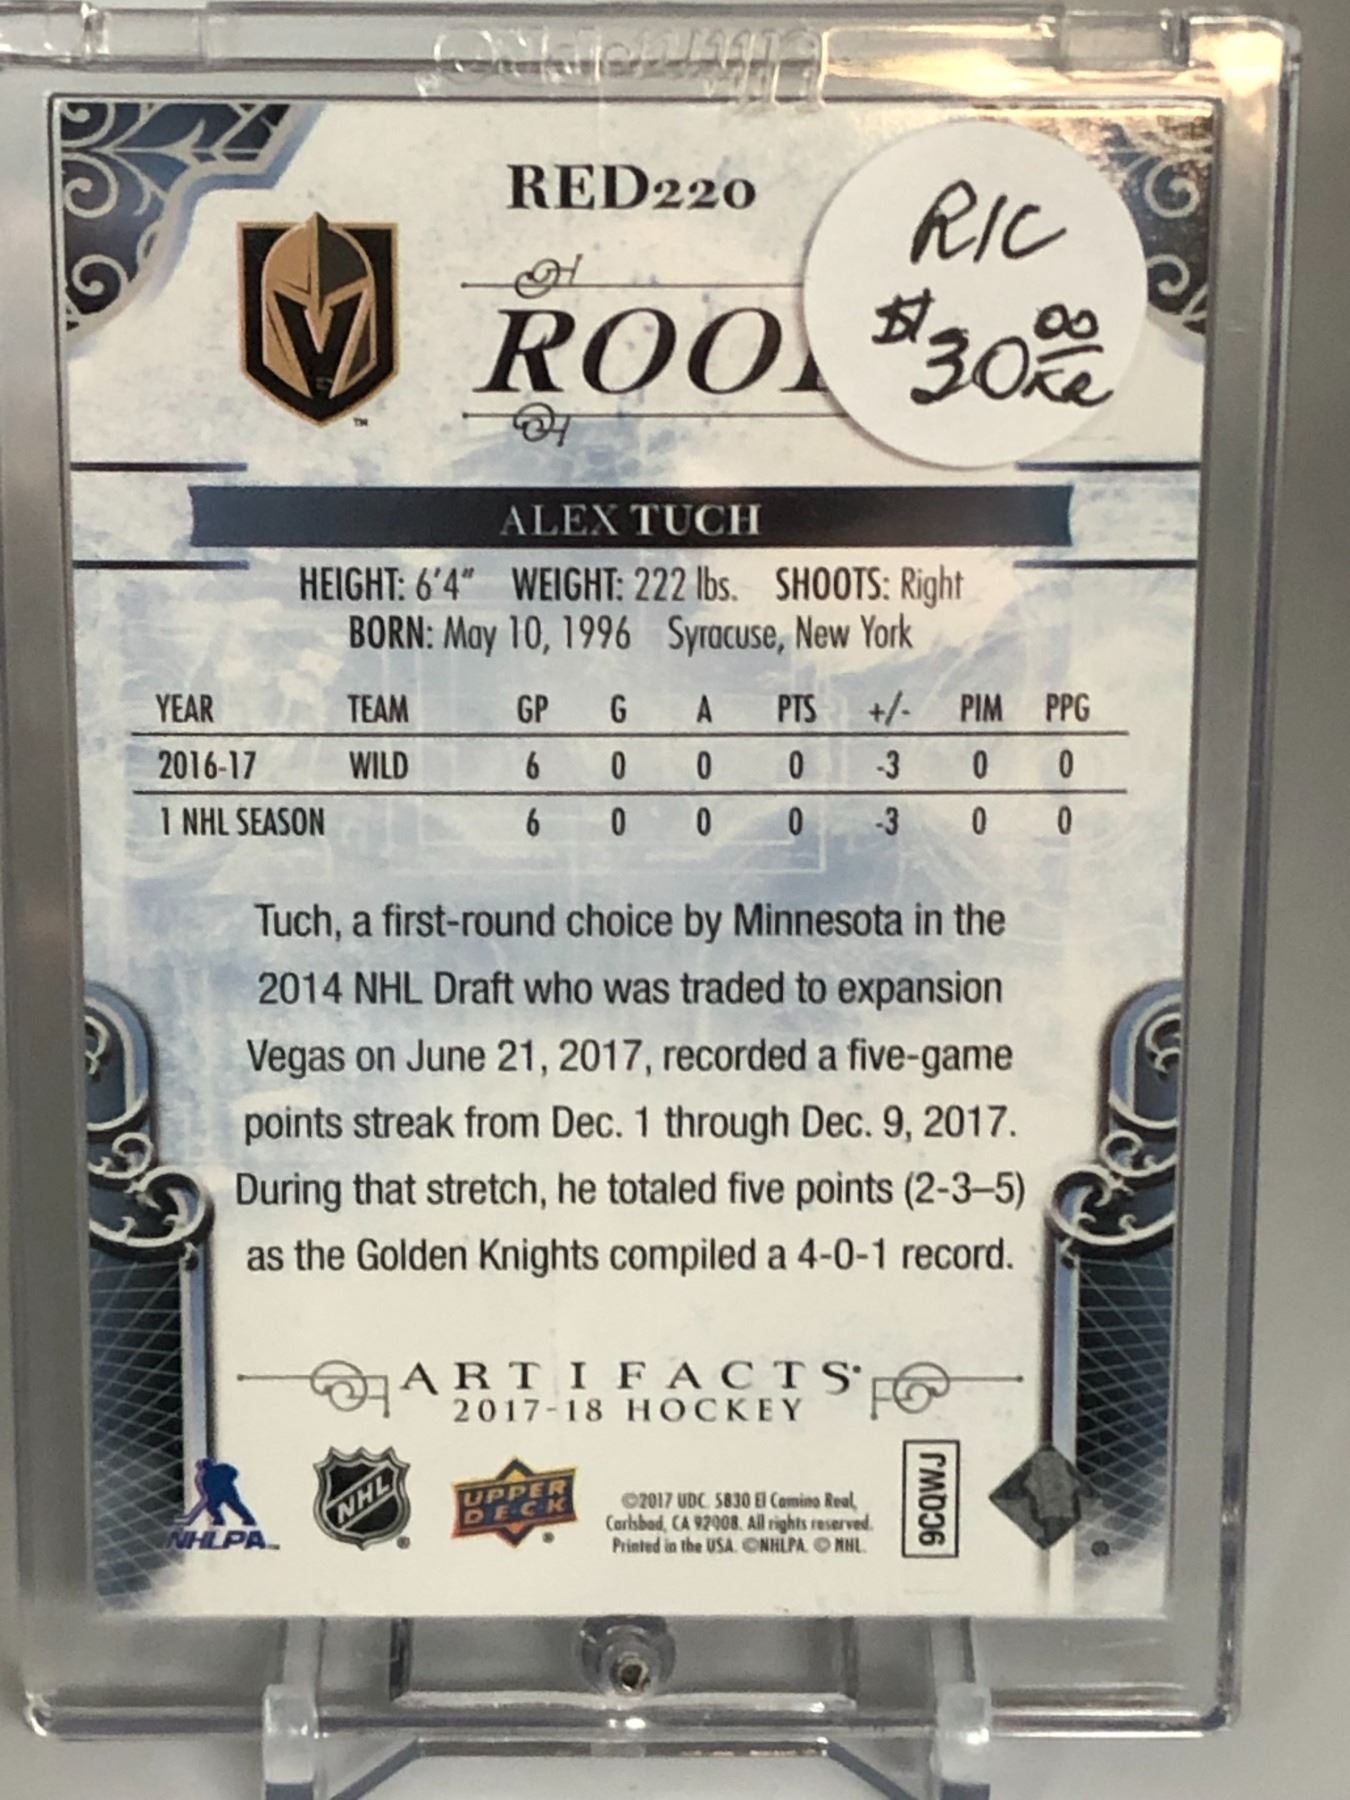 RED220
R/C
$30 00
ROO
ALEX TUCH
HEIGHT: 6'4" WEIGHT: 222 lbs. SHOOTS: Right
BORN: May 10, 1996 Syracuse, New York
YEAR TEAM GP G A PTS +/- PIM PPG
2016-17 WILD 6 0 0 0 -3 0 0
1 NHL SEASON 6 0 0 0 -3 0 0
Tuch, a first-round choice by Minnesota in the
2014 NHL Draft who was traded to expansion
Vegas on June 21, 2017, recorded a five-game
points streak from Dec. 1 through Dec. 9, 2017.
During that stretch, he totaled five points (2-3–5)
as the Golden Knights compiled a 4-0-1 record.
ARTIFACTS
2017-18 HOCKEY
NHLPA
NHL
UPPER DECK
©2017 UDC. 5830 El Camino Real,
Carlsbad, CA 92008. All rights reserved.
Printed in the USA. ©NHLPA. © NHL.
9CQWJ